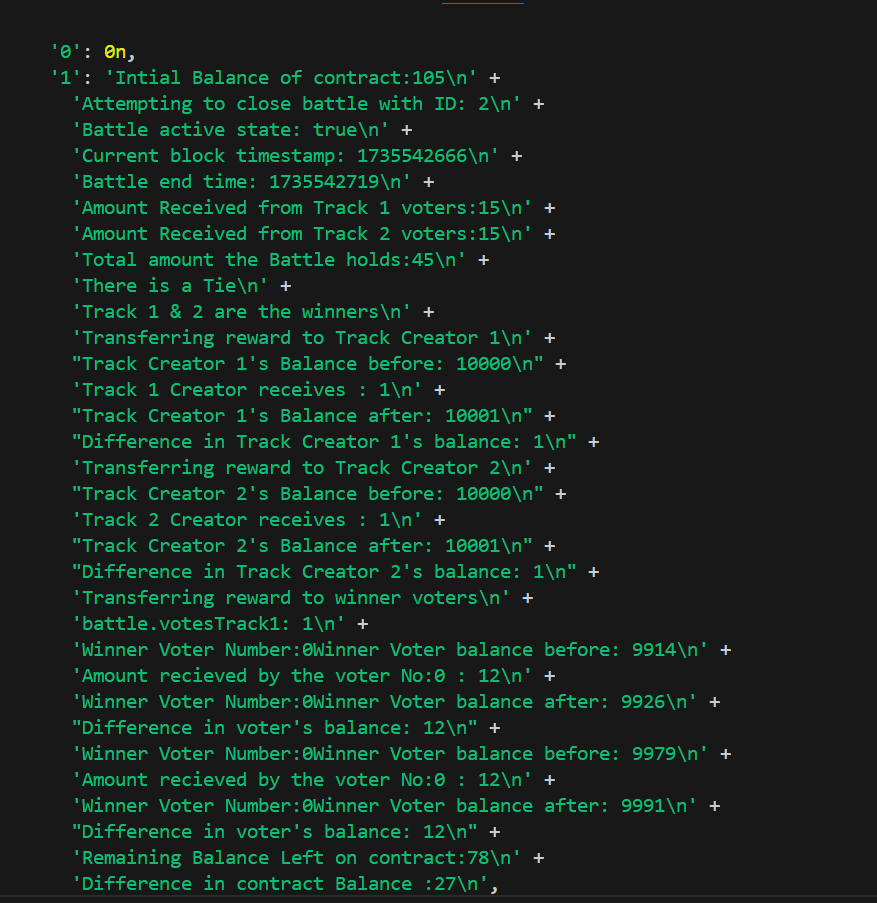 '0': 0n,
'1': 'Intial Balance of contract:105\n' +
'Attempting to close battle with ID: 2\n' +
'Battle active state: true\n' +
'Current block timestamp: 1735542666\n' +
'Battle end time: 1735542719\n' +
'Amount Received from Track 1 voters:15\n' +
'Amount Received from Track 2 voters:15\n' +
'Total amount the Battle holds:45\n' +
'There is a Tie\n' +
'Track 1 & 2 are the winners\n' +
'Transferring reward to Track Creator 1\n' +
"Track Creator 1's Balance before: 10000\n" +
'Track 1 Creator receives : 1\n' +
"Track Creator 1's Balance after: 10001\n" +
"Difference in Track Creator 1's balance: 1\n" +
'Transferring reward to Track Creator 2\n' +
"Track Creator 2's Balance before: 10000\n" +
'Track 2 Creator receives : 1\n' +
"Track Creator 2's Balance after: 10001\n" +
"Difference in Track Creator 2's balance: 1\n" +
'Transferring reward to winner voters\n' +
'battle.votesTrack1: 1\n' +
'Winner Voter Number:0Winner Voter balance before: 9914\n' +
'Amount recieved by the voter No:0 : 12\n' +
'Winner Voter Number:0Winner Voter balance after: 9926\n' +
"Difference in voter's balance: 12\n" +
'Winner Voter Number:0Winner Voter balance before: 9979\n' +
'Amount recieved by the voter No:0 : 12\n' +
'Winner Voter Number:0Winner Voter balance after: 9991\n' +
"Difference in voter's balance: 12\n" +
'Remaining Balance Left on contract:78\n' +
'Difference in contract Balance :27\n',